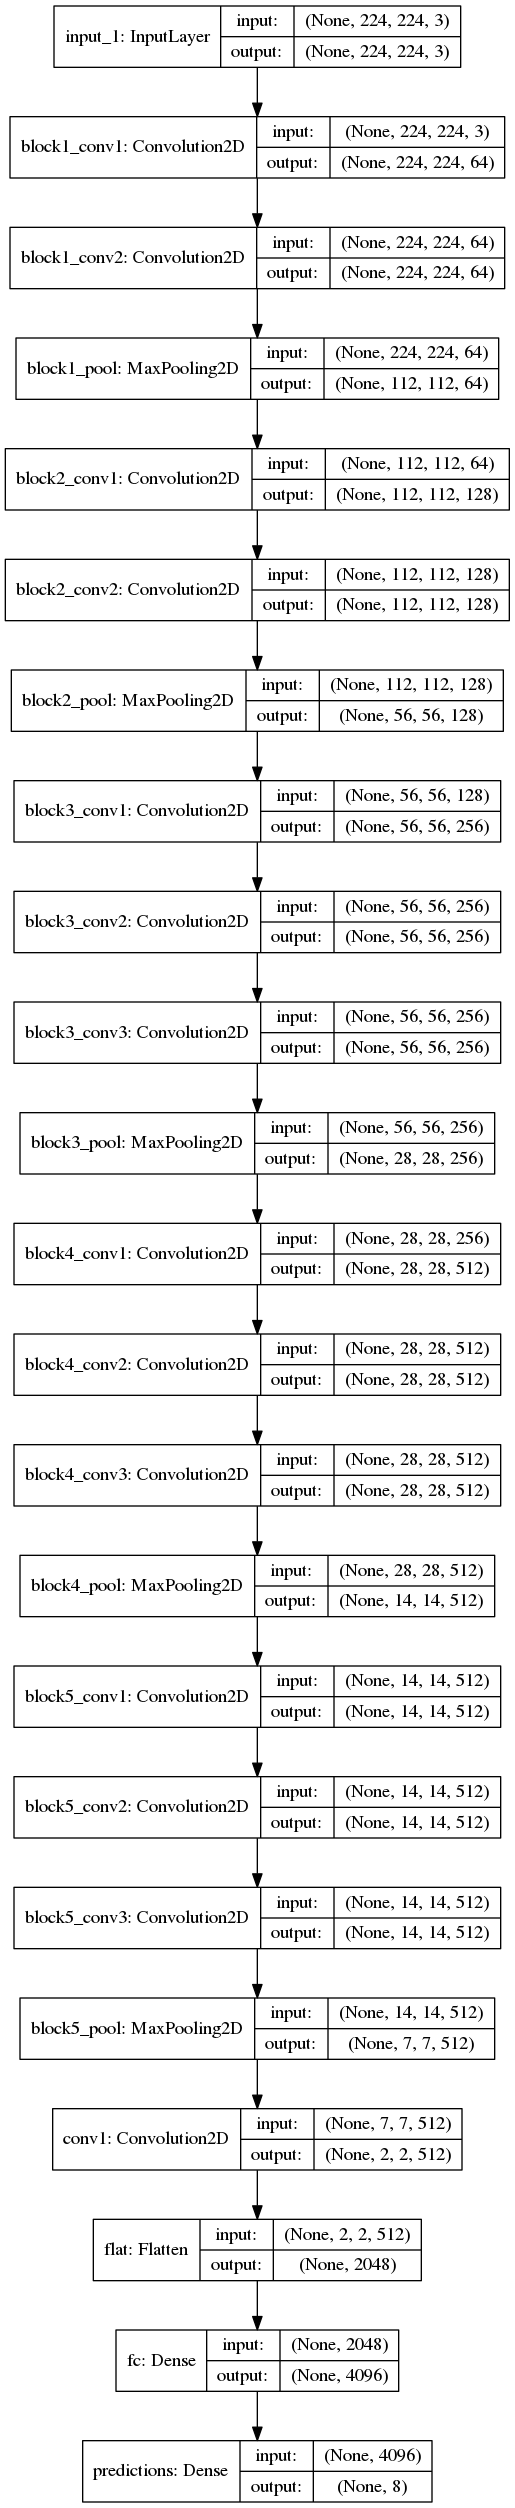 input_1: InputLayer
input: (None, 224, 224, 3)
output: (None, 224, 224, 3)
block1_conv1: Convolution2D
input: (None, 224, 224, 3)
output: (None, 224, 224, 64)
block1_conv2: Convolution2D
input: (None, 224, 224, 64)
output: (None, 224, 224, 64)
block1_pool: MaxPooling2D
input: (None, 224, 224, 64)
output: (None, 112, 112, 64)
block2_conv1: Convolution2D
input: (None, 112, 112, 64)
output: (None, 112, 112, 128)
block2_conv2: Convolution2D
input: (None, 112, 112, 128)
output: (None, 112, 112, 128)
block2_pool: MaxPooling2D
input: (None, 112, 112, 128)
output: (None, 56, 56, 128)
block3_conv1: Convolution2D
input: (None, 56, 56, 128)
output: (None, 56, 56, 256)
block3_conv2: Convolution2D
input: (None, 56, 56, 256)
output: (None, 56, 56, 256)
block3_conv3: Convolution2D
input: (None, 56, 56, 256)
output: (None, 56, 56, 256)
block3_pool: MaxPooling2D
input: (None, 56, 56, 256)
output: (None, 28, 28, 256)
block4_conv1: Convolution2D
input: (None, 28, 28, 256)
output: (None, 28, 28, 512)
block4_conv2: Convolution2D
input: (None, 28, 28, 512)
output: (None, 28, 28, 512)
block4_conv3: Convolution2D
input: (None, 28, 28, 512)
output: (None, 28, 28, 512)
block4_pool: MaxPooling2D
input: (None, 28, 28, 512)
output: (None, 14, 14, 512)
block5_conv1: Convolution2D
input: (None, 14, 14, 512)
output: (None, 14, 14, 512)
block5_conv2: Convolution2D
input: (None, 14, 14, 512)
output: (None, 14, 14, 512)
block5_conv3: Convolution2D
input: (None, 14, 14, 512)
output: (None, 14, 14, 512)
block5_pool: MaxPooling2D
input: (None, 14, 14, 512)
output: (None, 7, 7, 512)
conv1: Convolution2D
input: (None, 7, 7, 512)
output: (None, 2, 2, 512)
flat: Flatten
input: (None, 2, 2, 512)
output: (None, 2048)
fc: Dense
input: (None, 2048)
output: (None, 4096)
predictions: Dense
input: (None, 4096)
output: (None, 8)